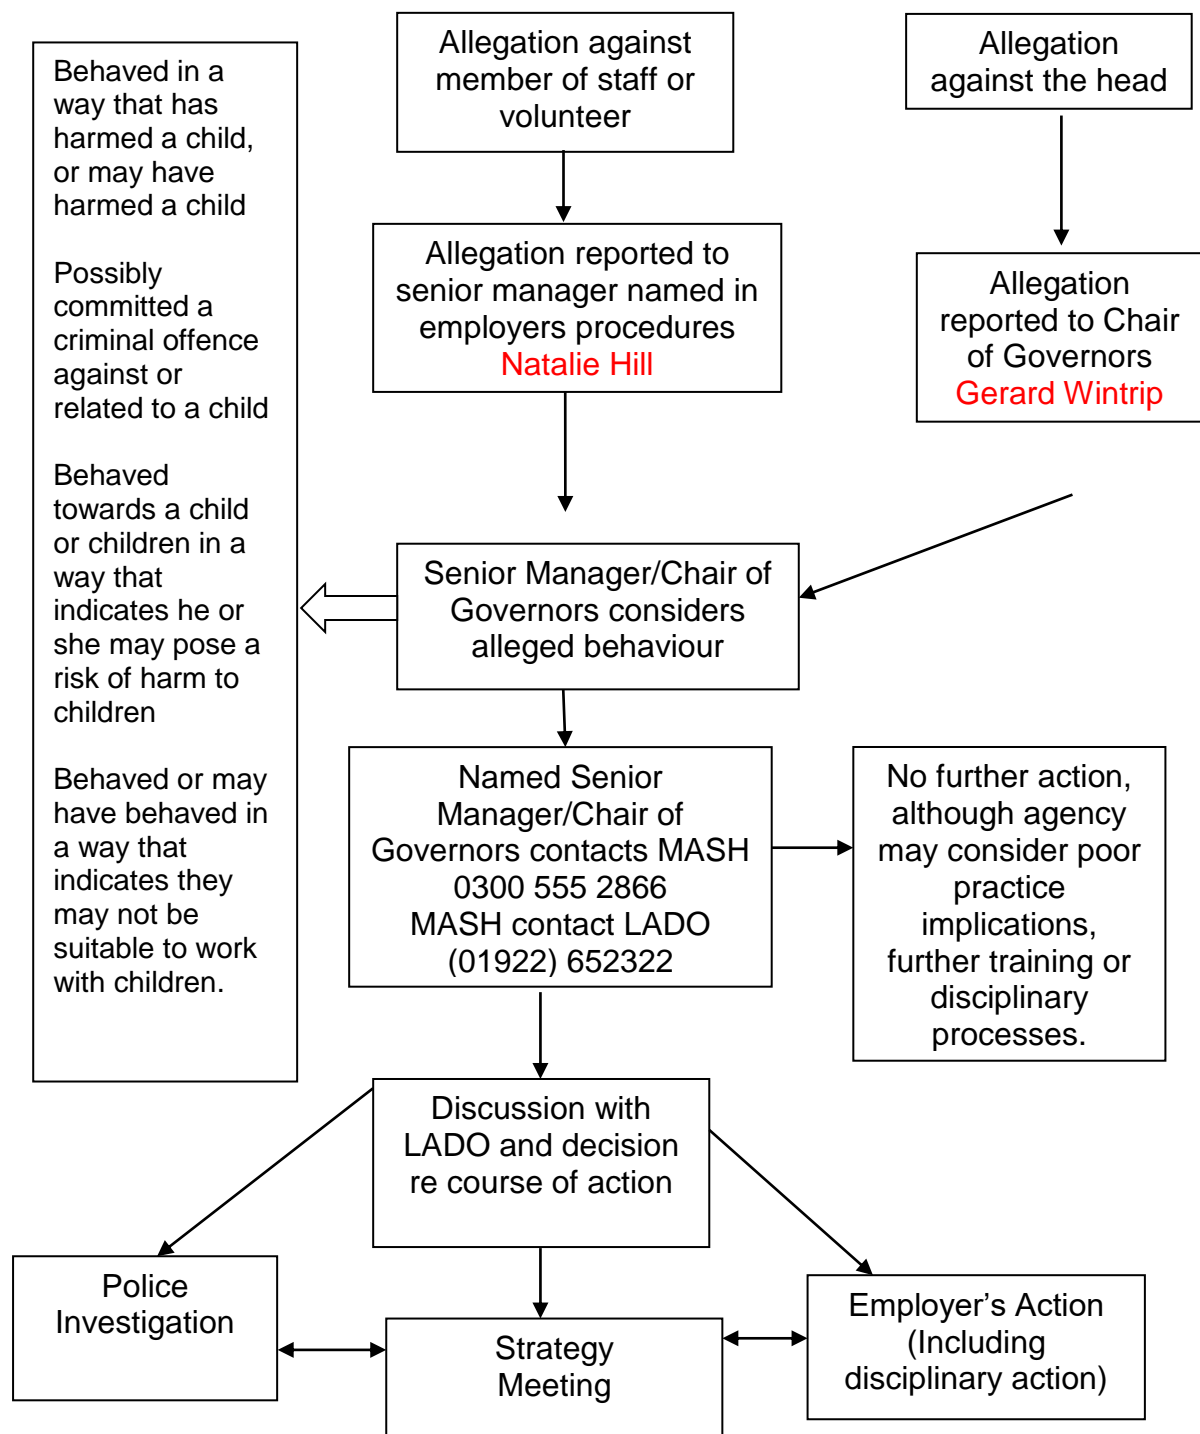 Behaved in a
way that has
harmed a child,
or may have
harmed a child
Possibly
committed a
criminal offence
against or
related to a child
Behaved
towards a child
or children in a
way that
indicates he or
she may pose a
risk of harm to
children
Behaved or may
have behaved in
a way that
indicates they
may not be
suitable to work
with children.
Allegation against
member of staff or
volunteer
Allegation
against the head
Allegation reported to
senior manager named in
employers procedures
Natalie Hill
Allegation
reported to Chair
of Governors
Gerard Wintrip
Senior Manager/Chair of
Governors considers
alleged behaviour
Named Senior
Manager/Chair of
Governors contacts MASH
0300 555 2866
MASH contact LADO
(01922) 652322
No further action,
although agency
may consider poor
practice
implications,
further training or
disciplinary
processes.
Discussion with
LADO and decision
re course of action
Police
Investigation
Strategy
Meeting
Employer’s Action
(Including
disciplinary action)